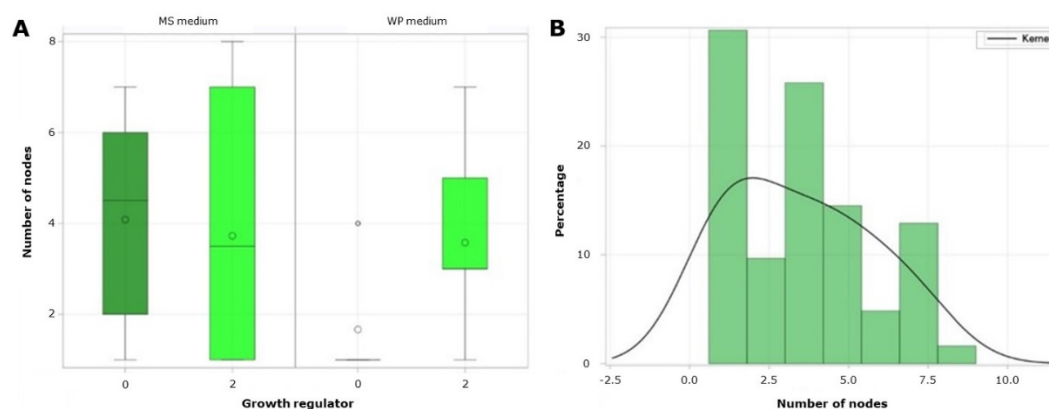 A
MS medium
WP medium
8
6
4
2
Number of nodes
0
2
0
2
Growth regulator
B
Kerne
30
20
10
0
Percentage
-2.5
0.0
2.5
5.0
7.5
10.0
Number of nodes